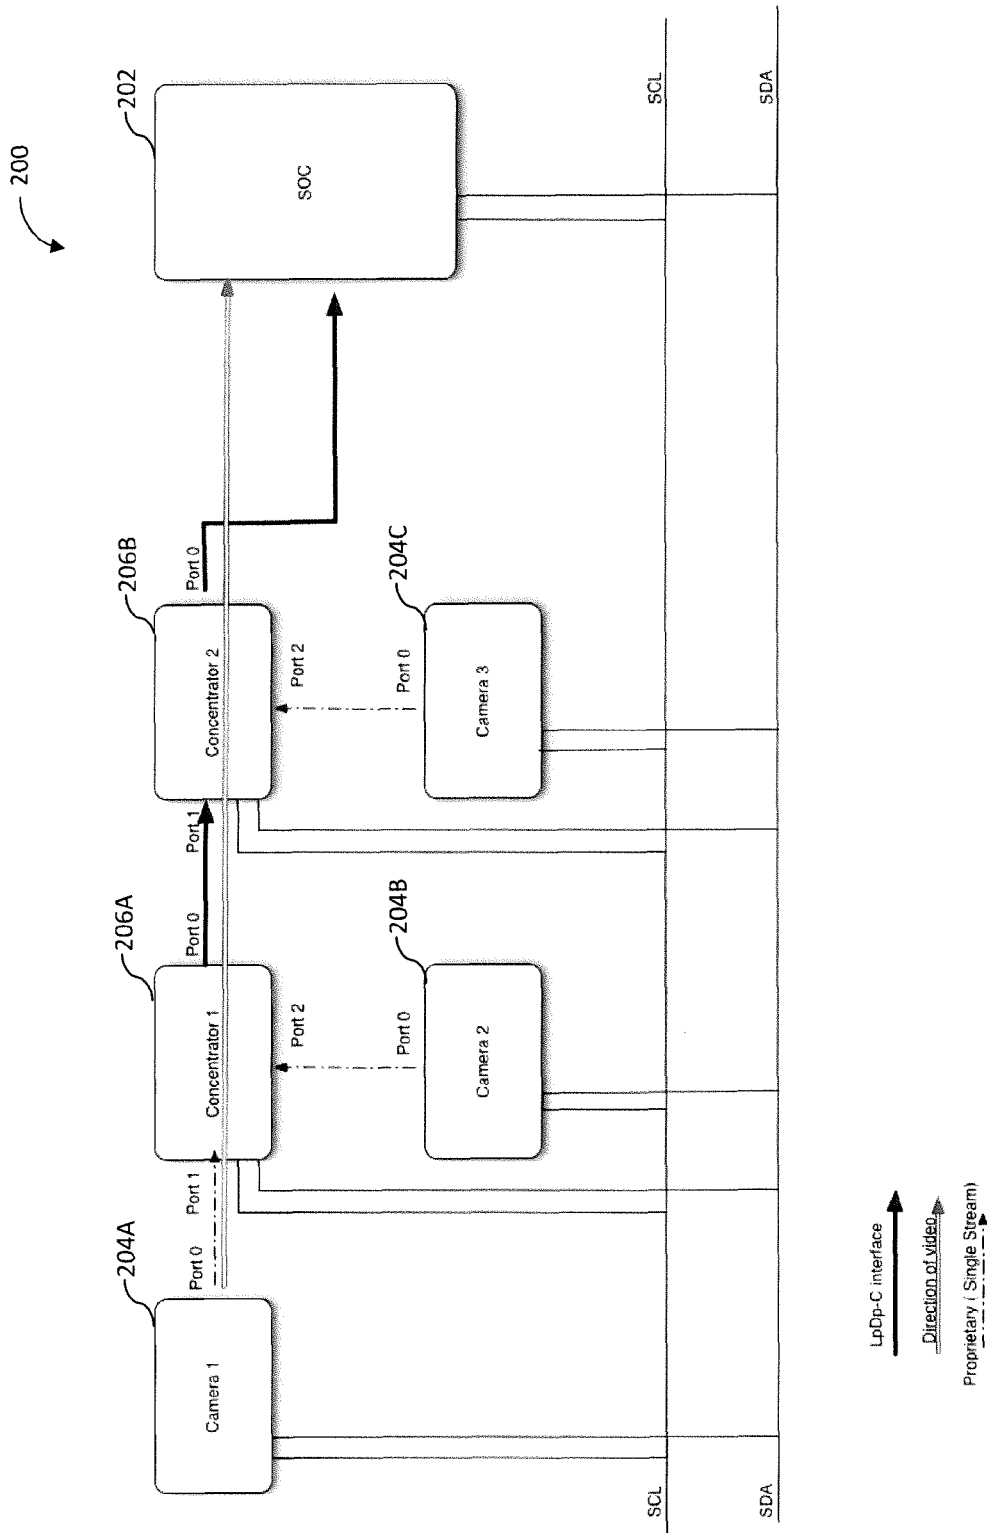 200
202
SOC
206B
Port 0
Concentrator 2
Port 1
Port 2
204C
Port 0
Camera 3
206A
Port 0
Concentrator 1
Port 1
Port 2
204B
Port 0
Camera 2
204A
Port 0
Camera 1
SCL
SDA
SCL
SDA
LpDp-C interface
Direction of video
Proprietary ( Single Stream)